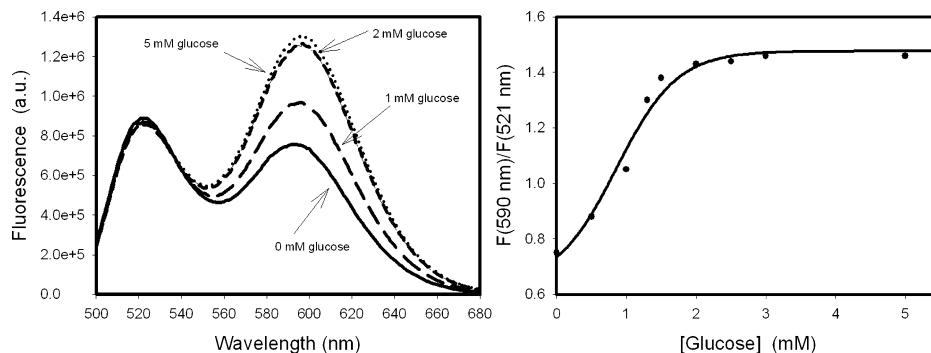 1.4e+6
1.2e+6
1.0e+6
8.0e+5
6.0e+5
4.0e+5
2.0e+5
0.0
Fluorescence (a.u.)
5 mM glucose
2 mM glucose
1 mM glucose
0 mM glucose
500 520 540 560 580 600 620 640 660 680
Wavelength (nm)
1.6
1.4
1.2
1.0
0.8
0.6
F(590 nm)/F(521 nm)
0 1 2 3 4 5
[Glucose] (mM)